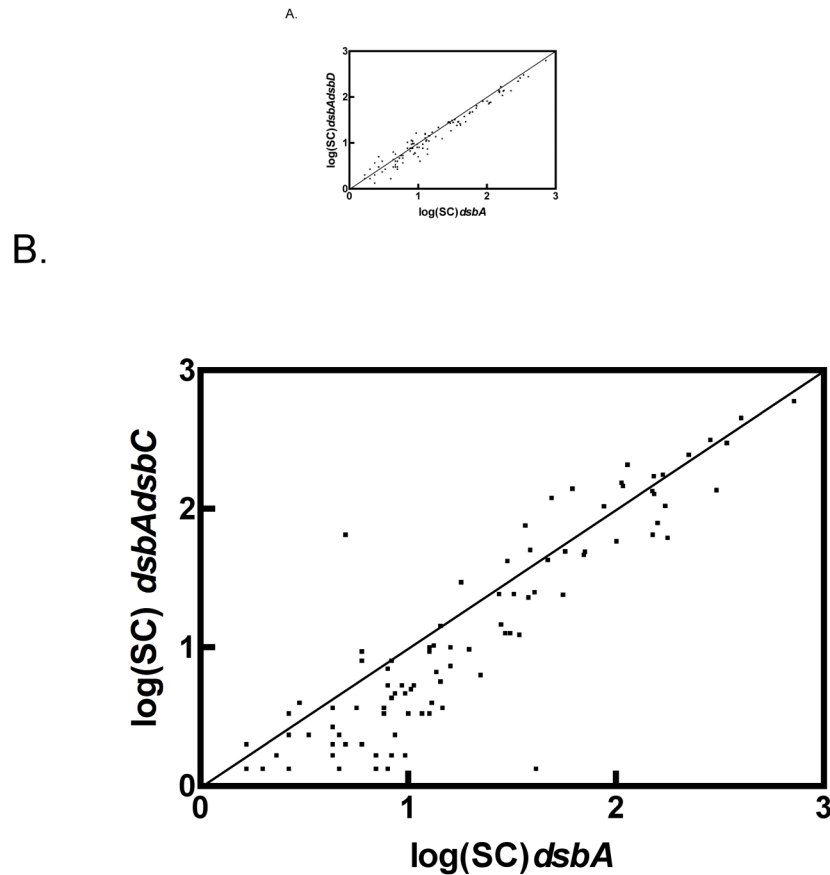 A.
3
2
1
0
log(SC) dsbAdsbD
0 1 2 3
log(SC) dsbA
B.
3
2
1
0
log(SC) dsbAdsbC
0 1 2 3
log(SC) dsbA